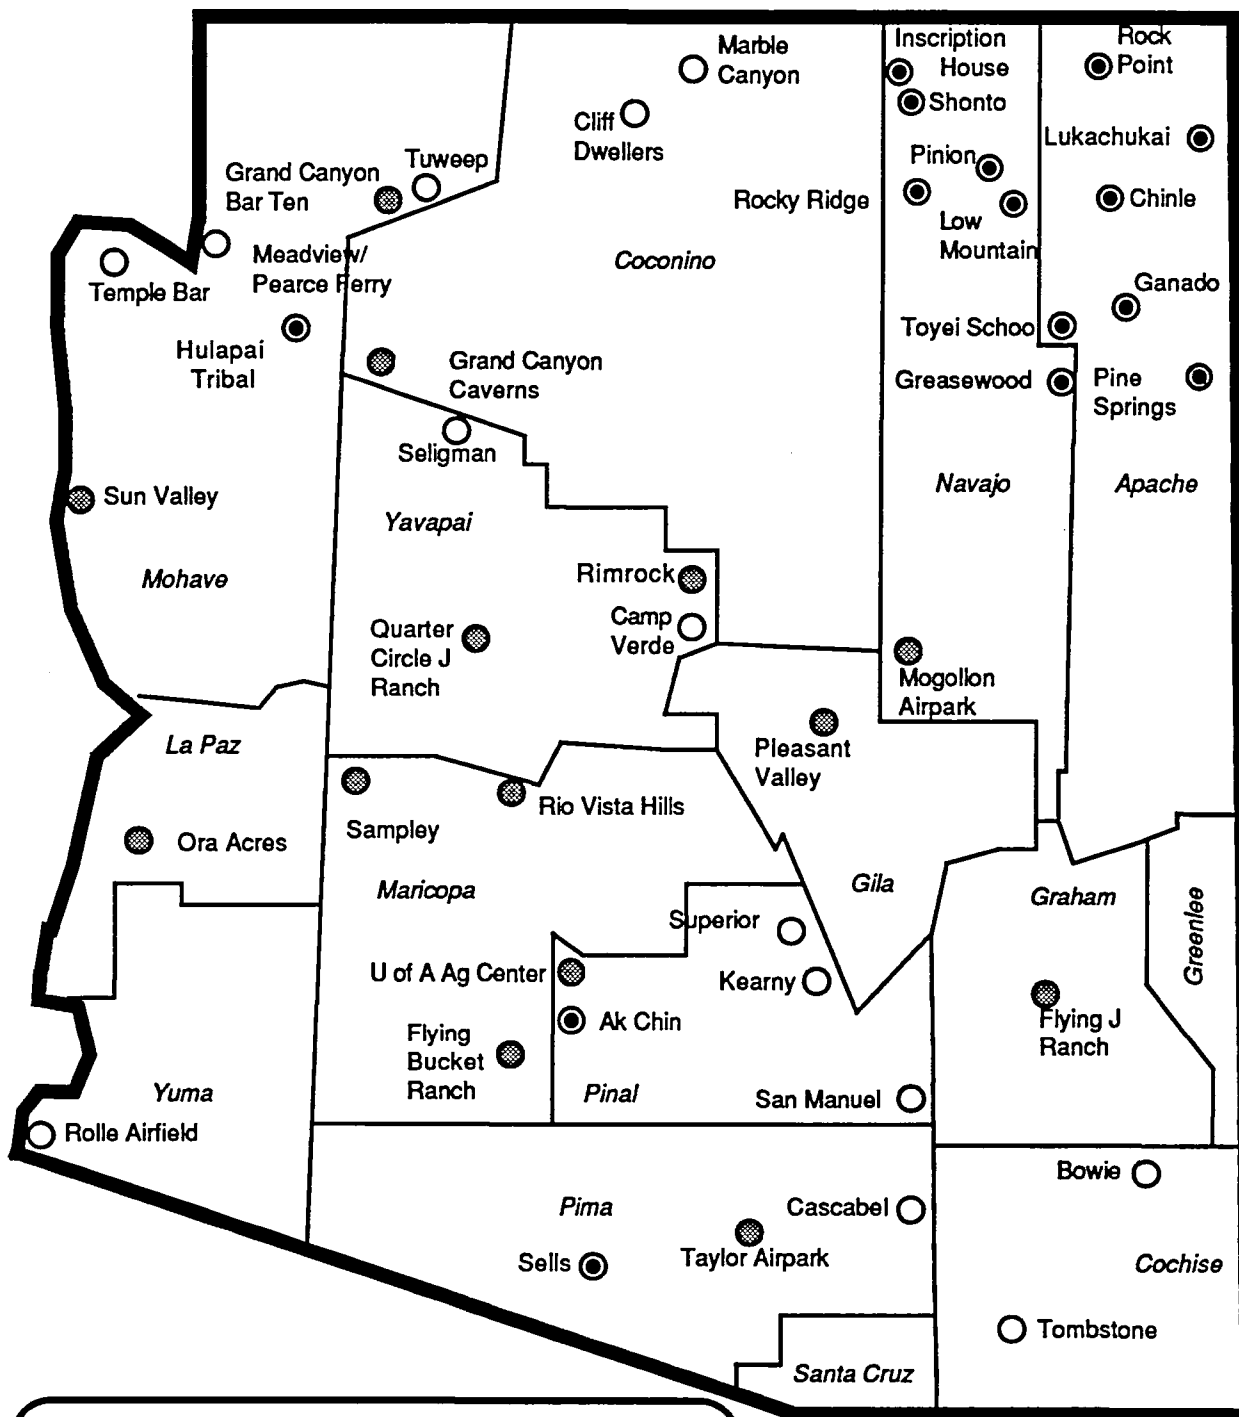 Marble
Canyon
Inscription
House
Rock
Point
Shonto
Cliff
Dwellers
Lukachukai
Grand Canyon
Bar Ten
Tuweep
Pinion
Rocky Ridge
Chinle
Low
Mountain
Meadview/
Pearce Ferry
Coconino
Temple Bar
Ganado
Hulapai
Tribal
Toyei Schoo
Grand Canyon
Caverns
Greasewood
Pine
Springs
Seligman
Sun Valley
Yavapai
Navajo
Apache
Mohave
Rimrock
Camp
Verde
Quarter
Circle J
Ranch
Mogollon
Airpark
La Paz
Pleasant
Valley
Rio Vista Hills
Sampley
Ora Acres
Maricopa
Gila
Graham
Greenlee
Superior
U of A Ag Center
Kearny
Ak Chin
Flying J
Ranch
Flying
Bucket
Ranch
Yuma
Pinal
San Manuel
Rolle Airfield
Bowie
Pima
Cascabel
Sells
Taylor Airpark
Cochise
Tombstone
Santa Cruz